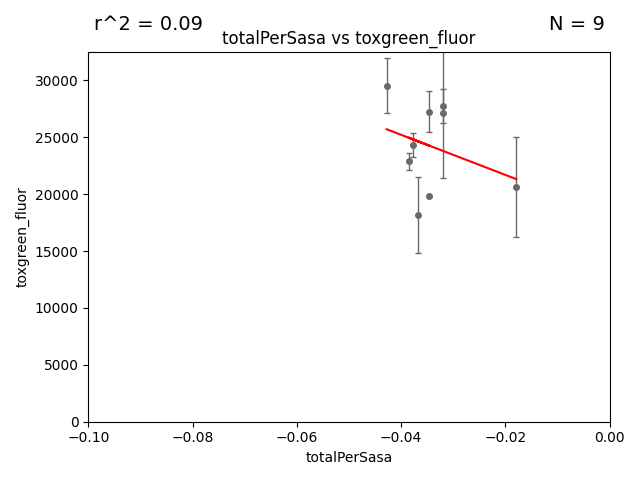 r^2 = 0.09
N = 9
totalPerSasa vs toxgreen_fluor
30000
25000
20000
15000
10000
5000
0
toxgreen_fluor
−0.10
−0.08
−0.06
−0.04
−0.02
0.00
totalPerSasa